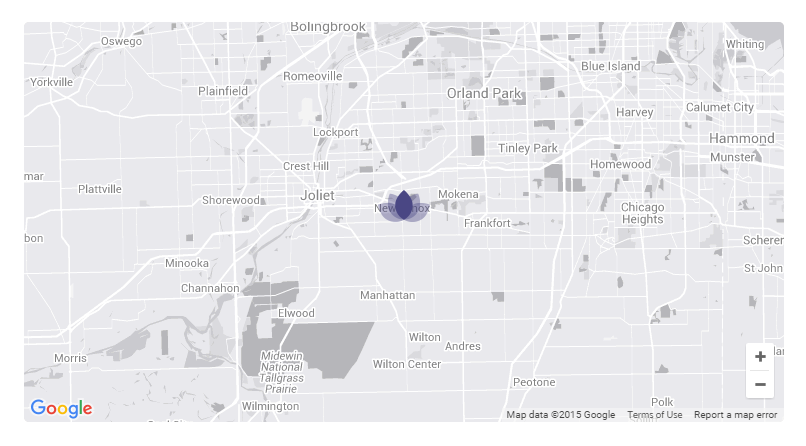 Bolingbrook
Oswego
Whiting
Blue Island
Romeoville
Yorkville
Plainfield
Orland Park
Calumet City
Harvey
Lockport
Hammond
Tinley Park
Munster
Crest Hill
Homewood
mar
Plattville
Joliet
Mokena
Shorewood
Chicago
Heights
Frankfort
bon
Scherer
Minooka
St John
Channahon
Manhattan
Elwood
Wilton
Andres
Morris
Midewin
National
Tallgrass
Prairie
Wilton Center
Peotone
Polk
Wilmington
Google
Map data ©2015 Google
Terms of Use
Report a map error
+
−